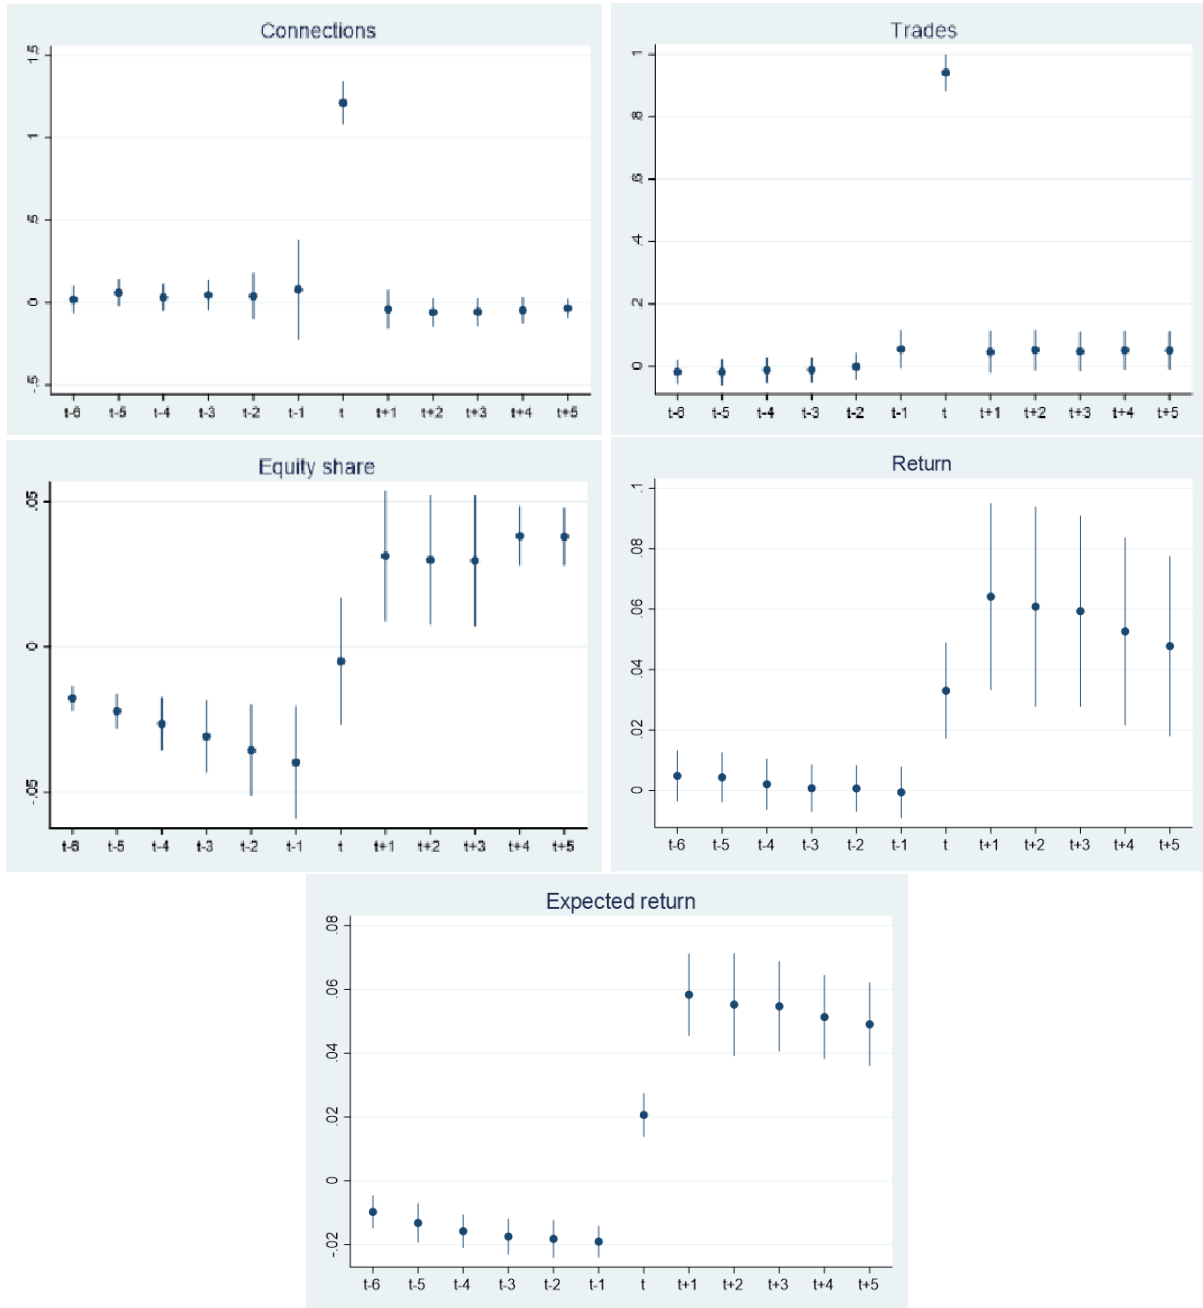 Connections
1.5
1
.5
0
-.5
t-6 t-5 t-4 t-3 t-2 t-1 t t+1 t+2 t+3 t+4 t+5
Trades
1
.8
.6
.4
.2
0
t-6 t-5 t-4 t-3 t-2 t-1 t t+1 t+2 t+3 t+4 t+5
Equity share
.05
0
-.05
t-6 t-5 t-4 t-3 t-2 t-1 t t+1 t+2 t+3 t+4 t+5
Return
.1
.08
.06
.04
.02
0
t-6 t-5 t-4 t-3 t-2 t-1 t t+1 t+2 t+3 t+4 t+5
Expected return
.08
.06
.04
.02
0
-.02
t-6 t-5 t-4 t-3 t-2 t-1 t t+1 t+2 t+3 t+4 t+5